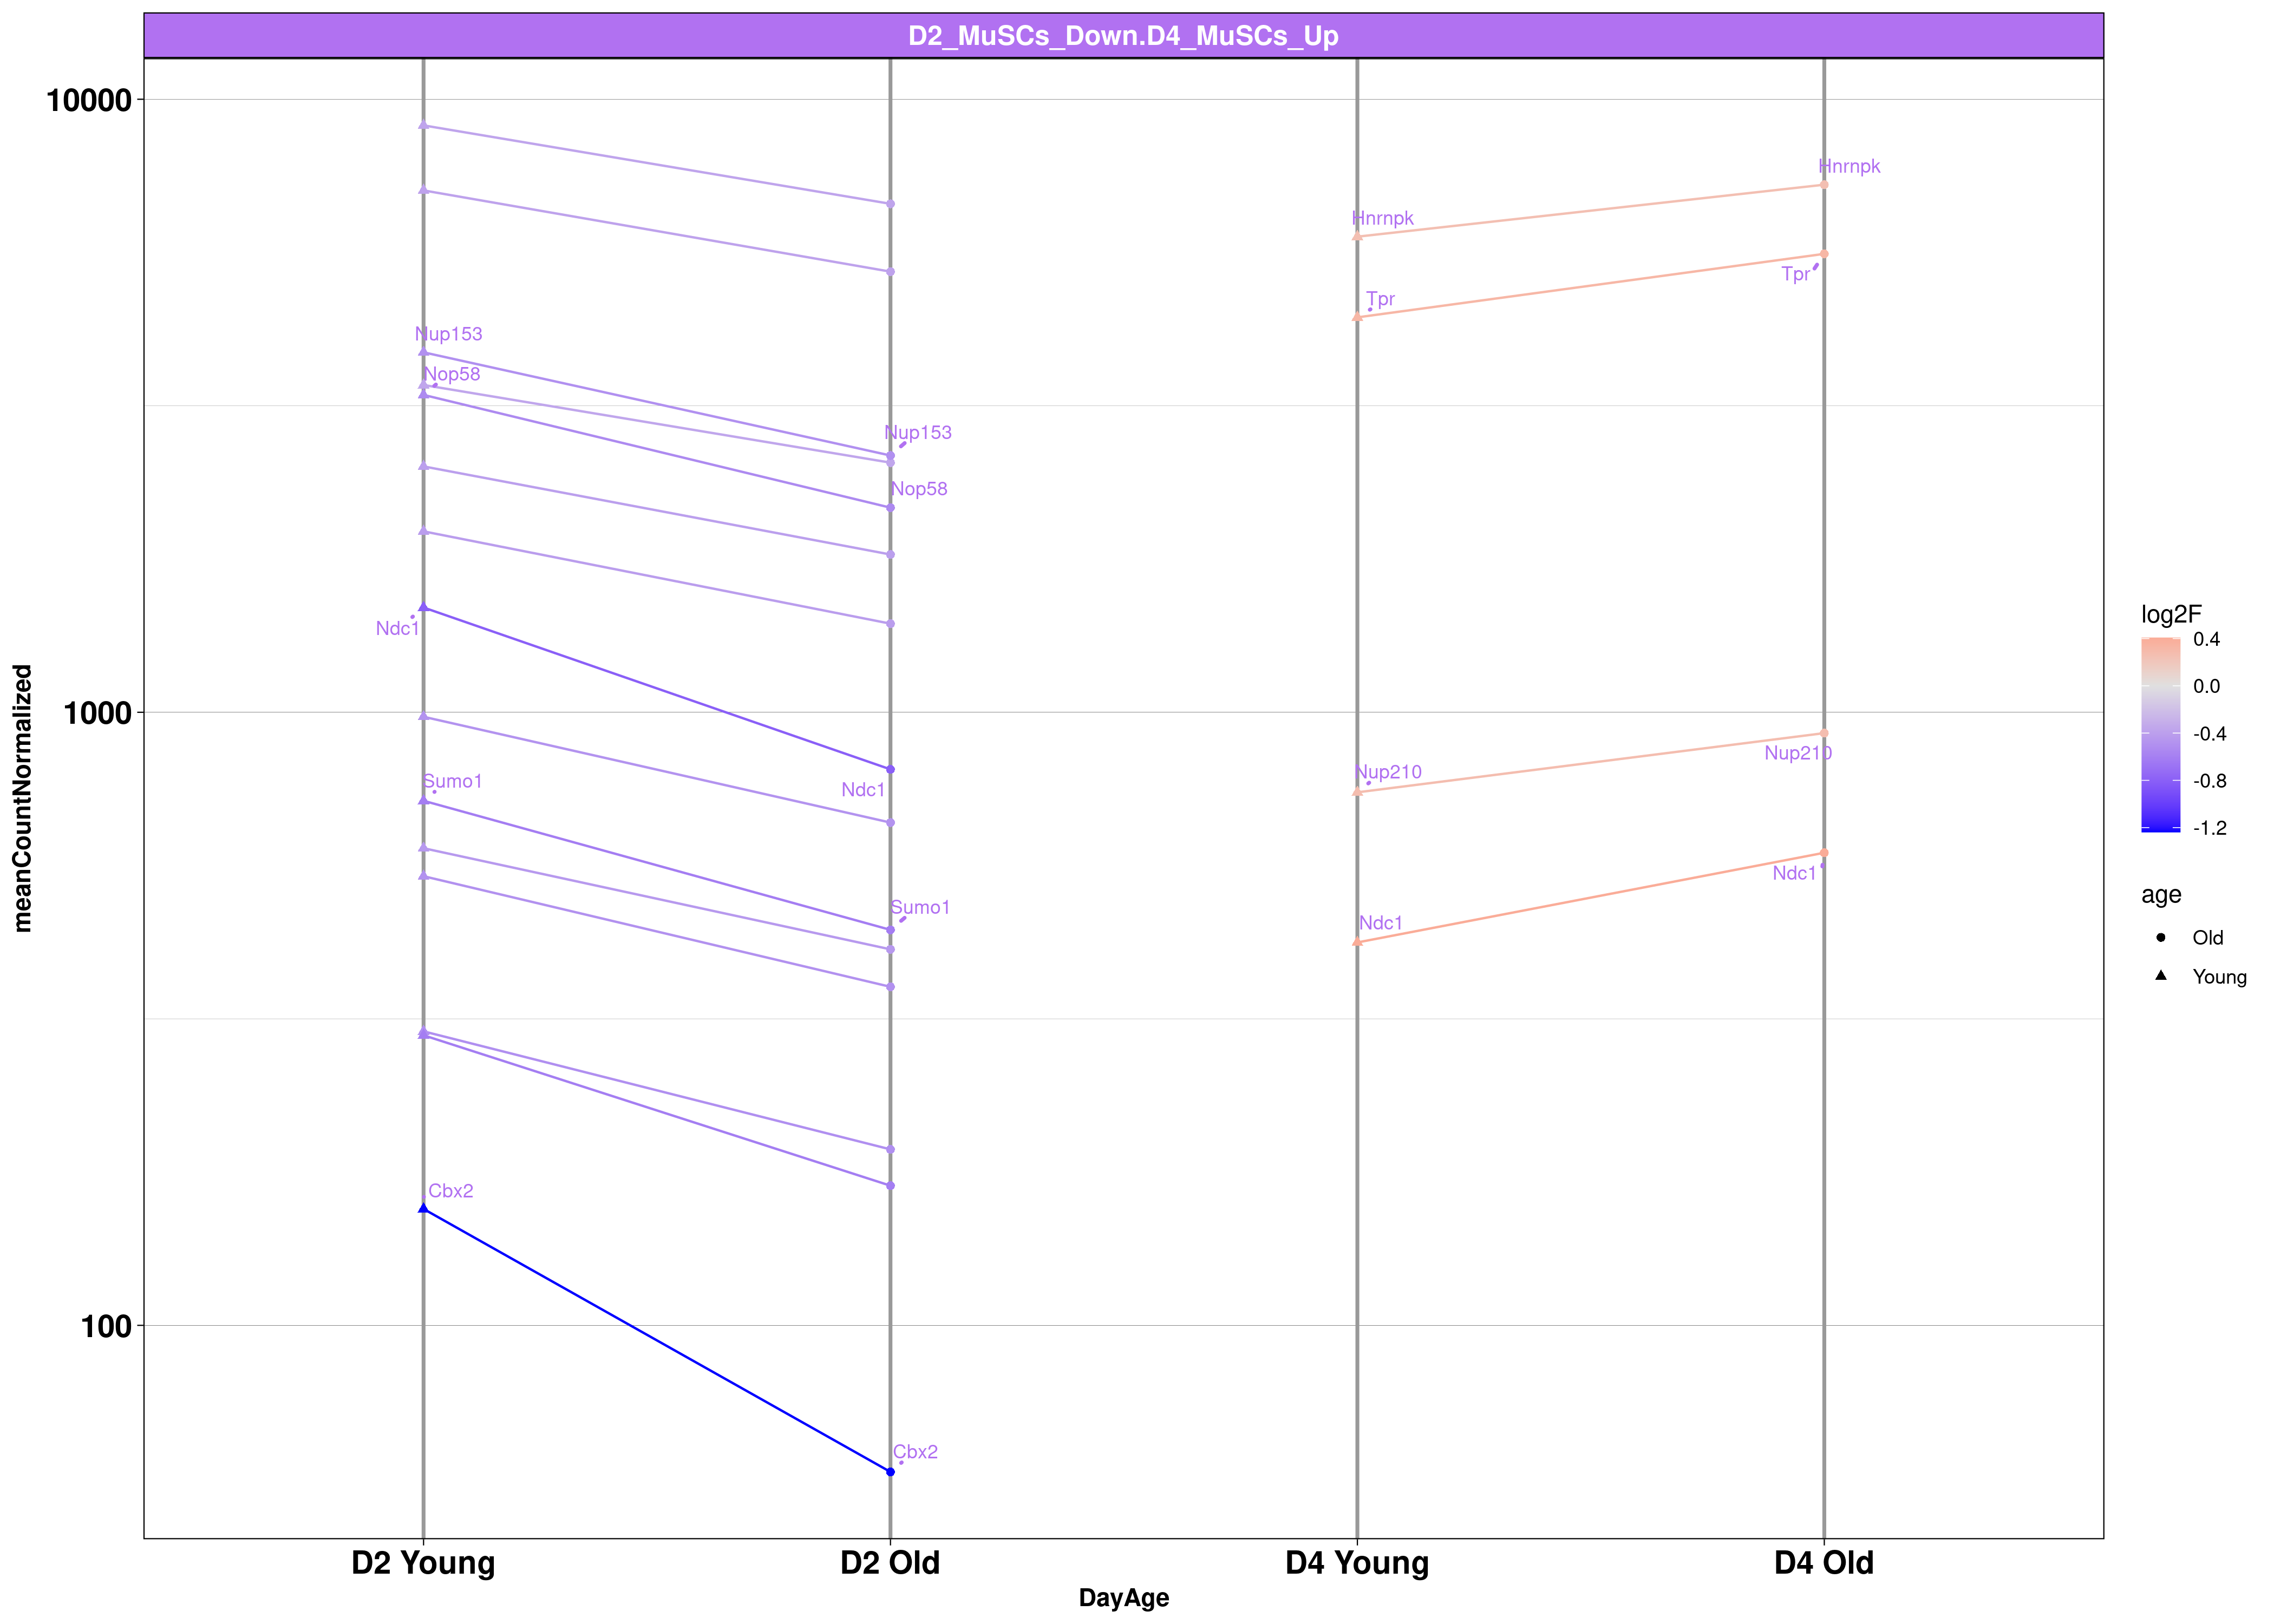 D2_MuSCs_Down.D4_MuSCs_Up
10000
1000
100
meanCountNormalized
Hnrnpk
Hnrnpk
Tpr
Tpr
Nup153
Nop58
Nup153
Nop58
Ndc1
Ndc1
Sumo1
Sumo1
Nup210
Nup210
Ndc1
Ndc1
Cbx2
Cbx2
D2 Young
D2 Old
D4 Young
D4 Old
DayAge
log2F
0.4
0.0
-0.4
-0.8
-1.2
age
Old
Young